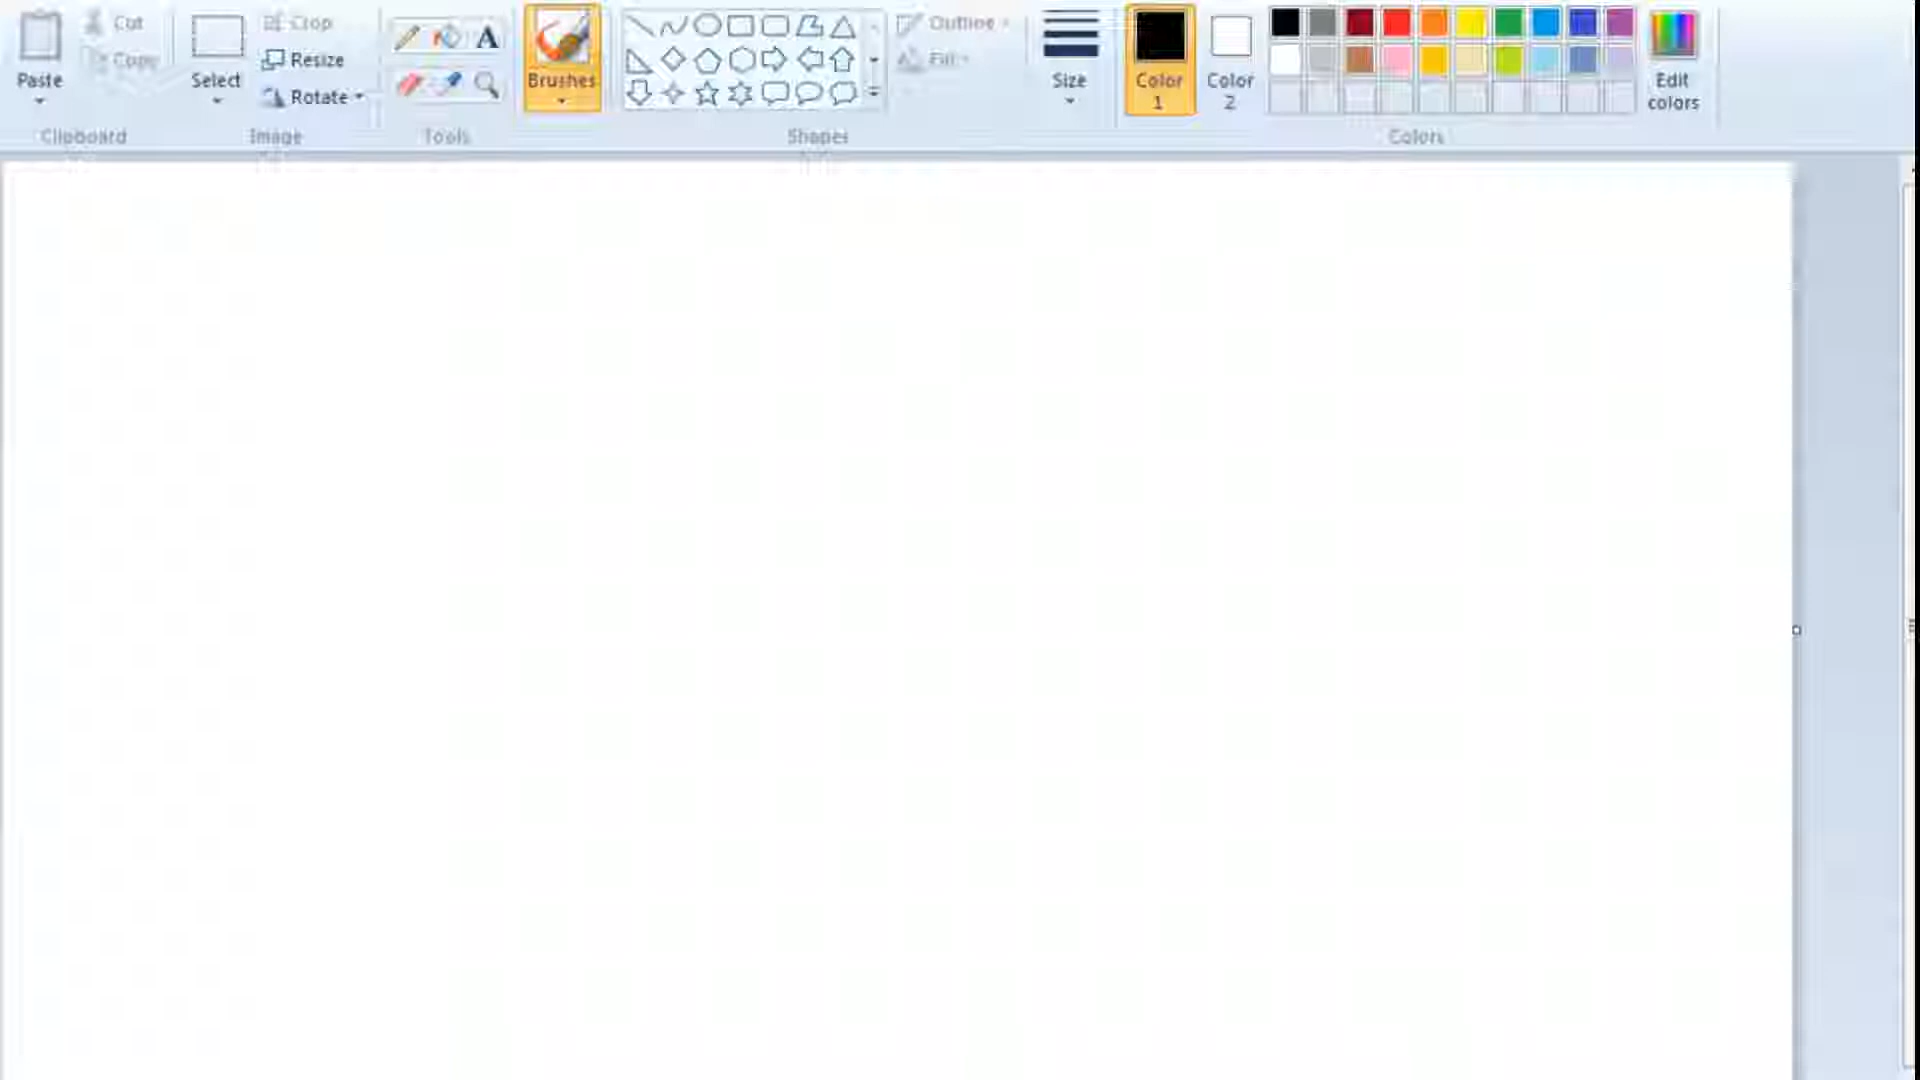 Cut
Crop
Outline
Copy
Resize
Fill
Paste
Select
Rotate
Brushes
Size
Color 1
Color 2
Edit colors
Clipboard
Image
Tools
Shapes
Colors